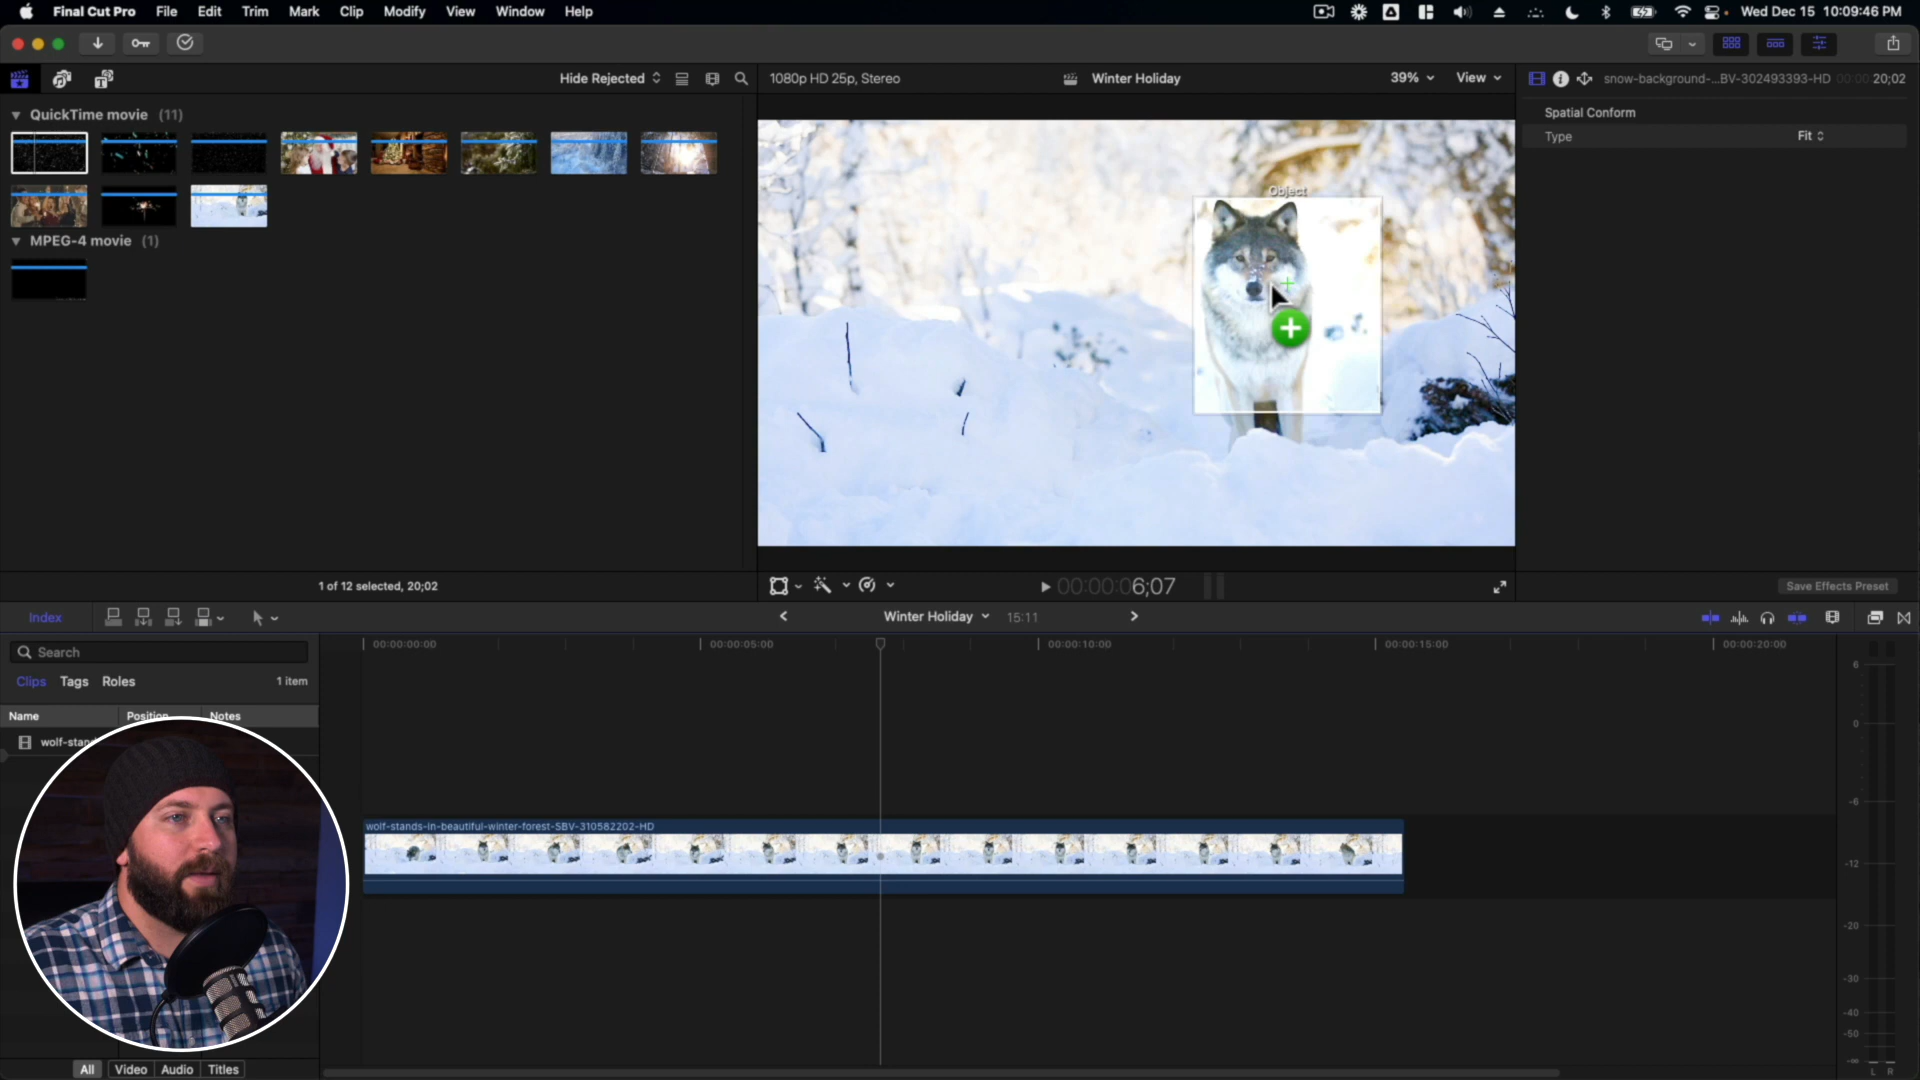 Final Cut Pro File Edit Trim Mark Clip Modify View Window Help Wed Dec 15 10:09:46 PM
Hide Rejected 1080p HD 25p, Stereo Winter Holiday 39% View snow-background-...BV-302493393-HD 00:00:20;02
QuickTime movie (11)
Spatial Conform
Type Fit
Object
MPEG-4 movie (1)
1 of 12 selected, 20;02 00:00:06;07 Save Effects Preset
Index Winter Holiday 15:11
Search 00:00:00:00 00:00:05:00 00:00:10:00 00:00:15:00 00:00:20:00
Clips Tags Roles 1 item
Name Position Notes
wolf-stand
wolf-stands-in-beautiful-winter-forest-SBV-310582202-HD
6
0
-6
-12
-20
-30
-40
-50
-∞
All Video Audio Titles L R